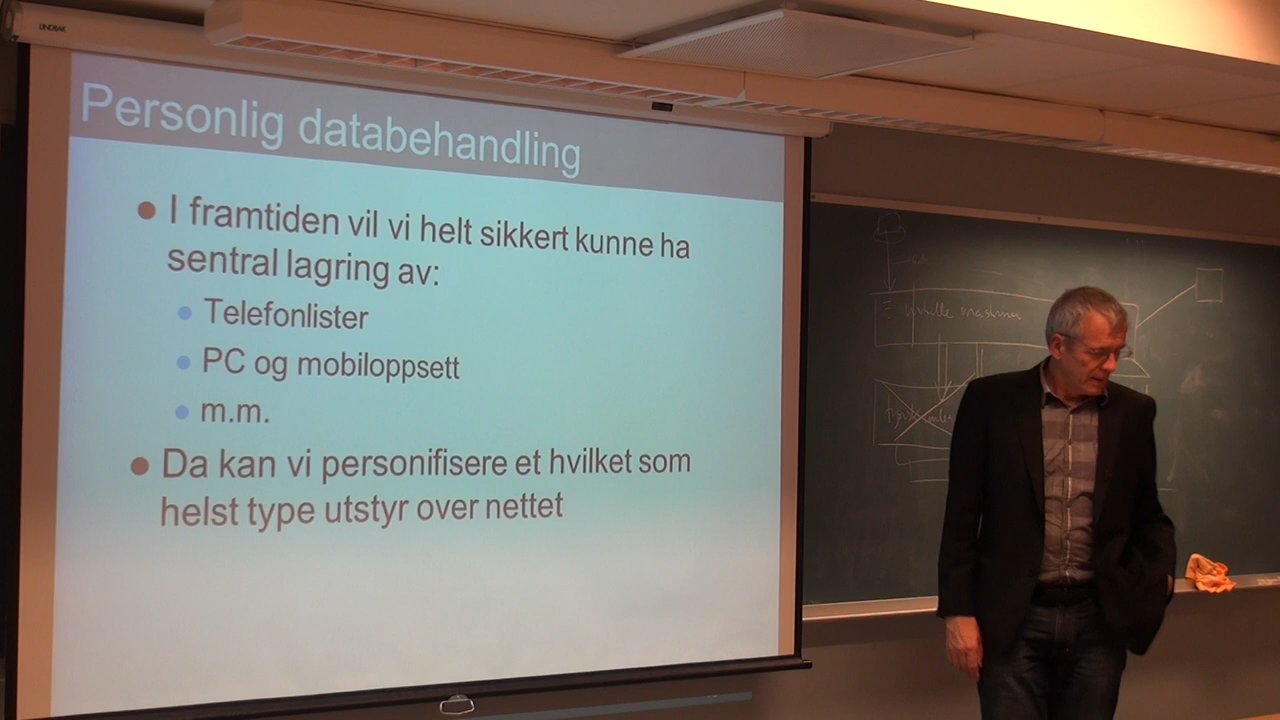 LINDBAK
Personlig databehandling
I framtiden vil vi helt sikkert kunne ha
sentral lagring av:
Telefonlister
PC og mobiloppsett
m.m.
Da kan vi personifisere et hvilket som
helst type utstyr over nettet